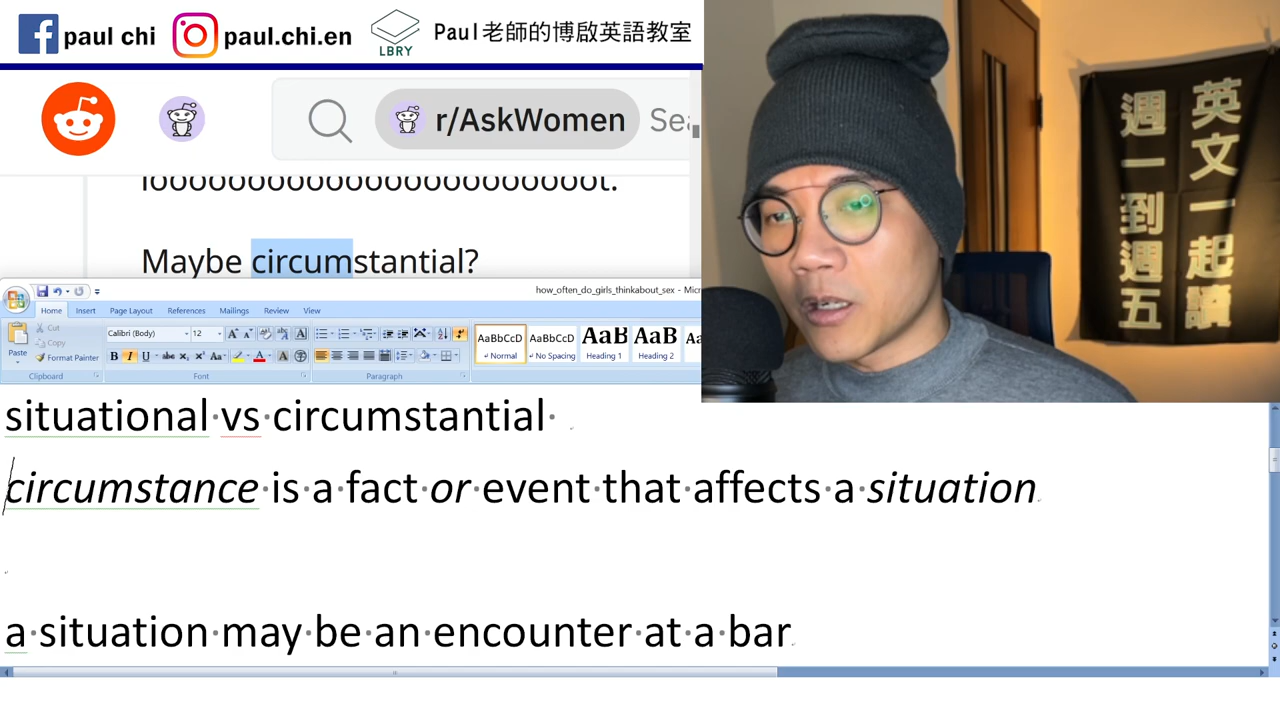 paul chi
paul.chi.en
LBRY
Paul老師的博啟英語教室
r/AskWomen
Sea
looooooooooooooooooooooooot.
Maybe circumstantial?
how_often_do_girls_thinkabout_sex - Micr
Home Insert Page Layout References Mailings Review View
Paste
Cut
Copy
Format Painter
Clipboard
Calibri (Body) 12
Font
Paragraph
AaBbCcD AaBbCcD AaB AaB Aa
Normal No Spacing Heading 1 Heading 2
situational vs circumstantial
circumstance is a fact or event that affects a situation
a situation may be an encounter at a bar
英文一起讀
週一到週五